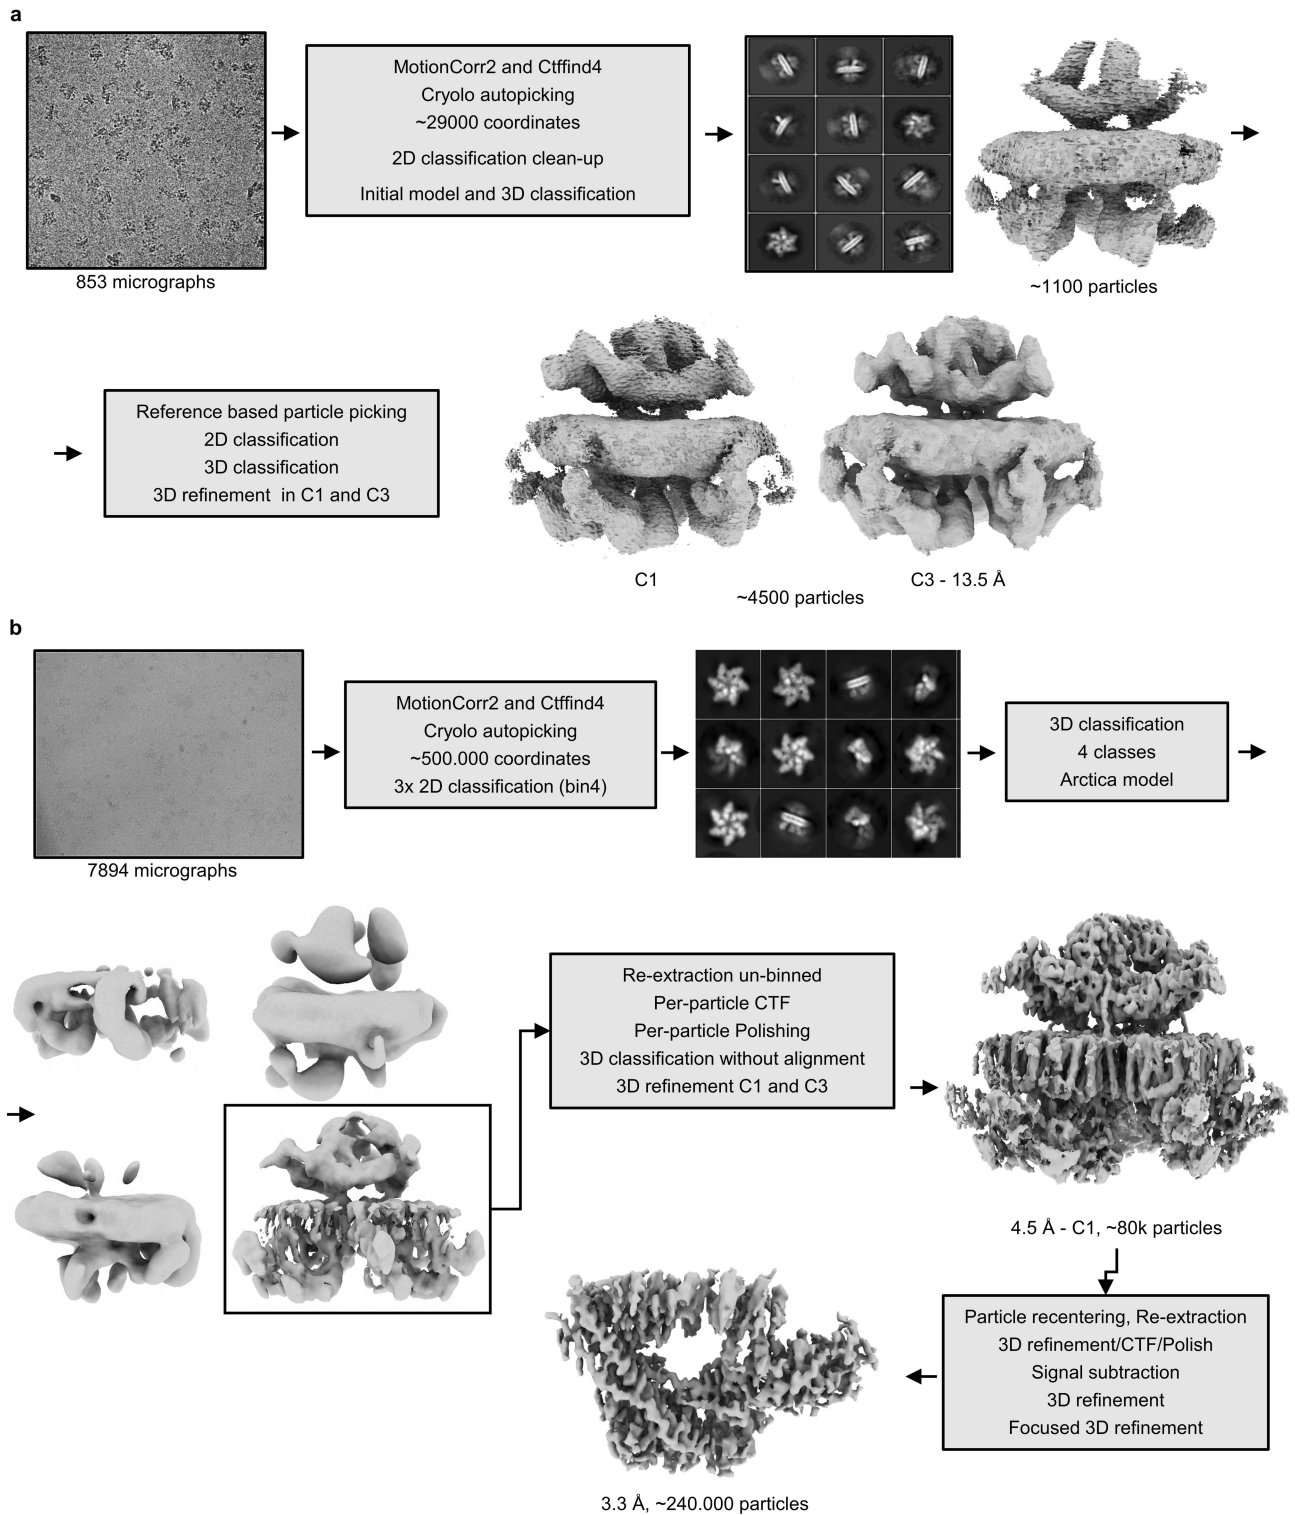 a
MotionCorr2 and Ctffind4
Cryolo autopicking
~29000 coordinates
2D classification clean-up
Initial model and 3D classification
853 micrographs
~1100 particles
Reference based particle picking
2D classification
3D classification
3D refinement  in C1 and C3
C1
C3 - 13.5 Å
~4500 particles
b
MotionCorr2 and Ctffind4
Cryolo autopicking
~500.000 coordinates
3x 2D classification (bin4)
3D classification
4 classes
Arctica model
7894 micrographs
Re-extraction un-binned
Per-particle CTF
Per-particle Polishing
3D classification without alignment
3D refinement C1 and C3
4.5 Å - C1, ~80k particles
Particle recentering, Re-extraction
3D refinement/CTF/Polish
Signal subtraction
3D refinement
Focused 3D refinement
3.3 Å, ~240.000 particles